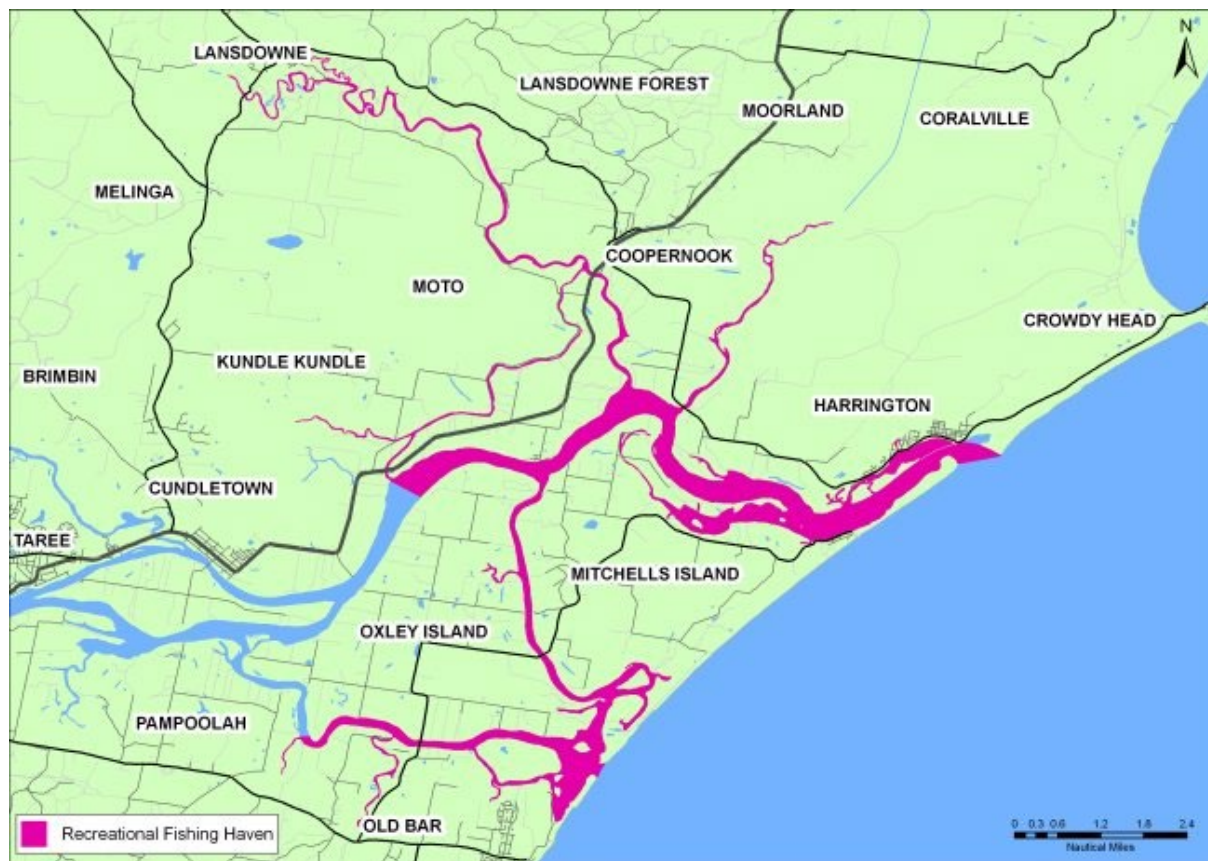 N
LANSDOWNE
LANSDOWNE FOREST
MOORLAND
CORALVILLE
MELINGA
COOPERNOOK
MOTO
CROWDY HEAD
KUNDLE KUNDLE
BRIMBIN
HARRINGTON
CUNDLETOWN
TAREE
MITCHELLS ISLAND
OXLEY ISLAND
PAMPOOLAH
OLD BAR
Recreational Fishing Haven
0 0.3 0.6 1.2 1.8 2.4
Nautical Miles